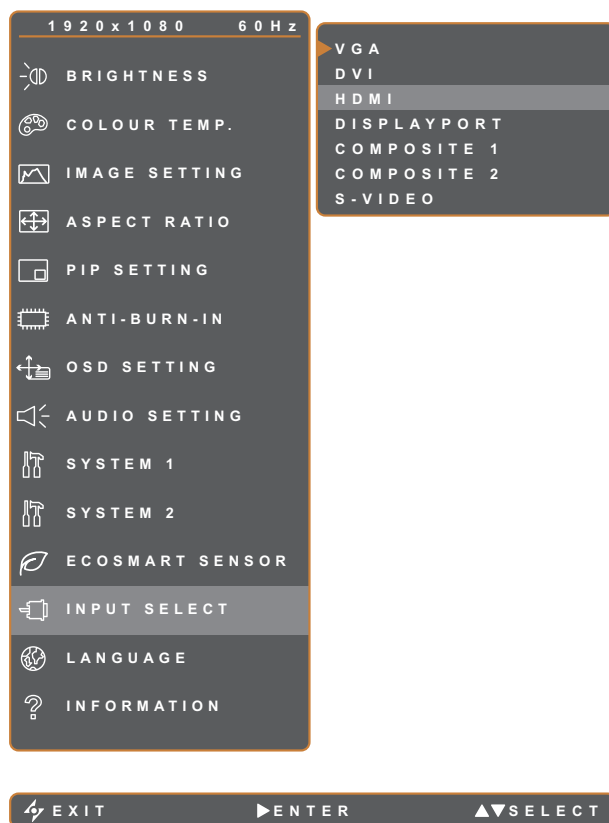 1920x1080 60Hz
BRIGHTNESS
COLOUR TEMP.
IMAGE SETTING
ASPECT RATIO
PIP SETTING
ANTI-BURN-IN
OSD SETTING
AUDIO SETTING
SYSTEM 1
SYSTEM 2
ECOSMART SENSOR
INPUT SELECT
LANGUAGE
INFORMATION
VGA
DVI
HDMI
DISPLAYPORT
COMPOSITE 1
COMPOSITE 2
S-VIDEO
EXIT ▶ENTER ▲▼SELECT